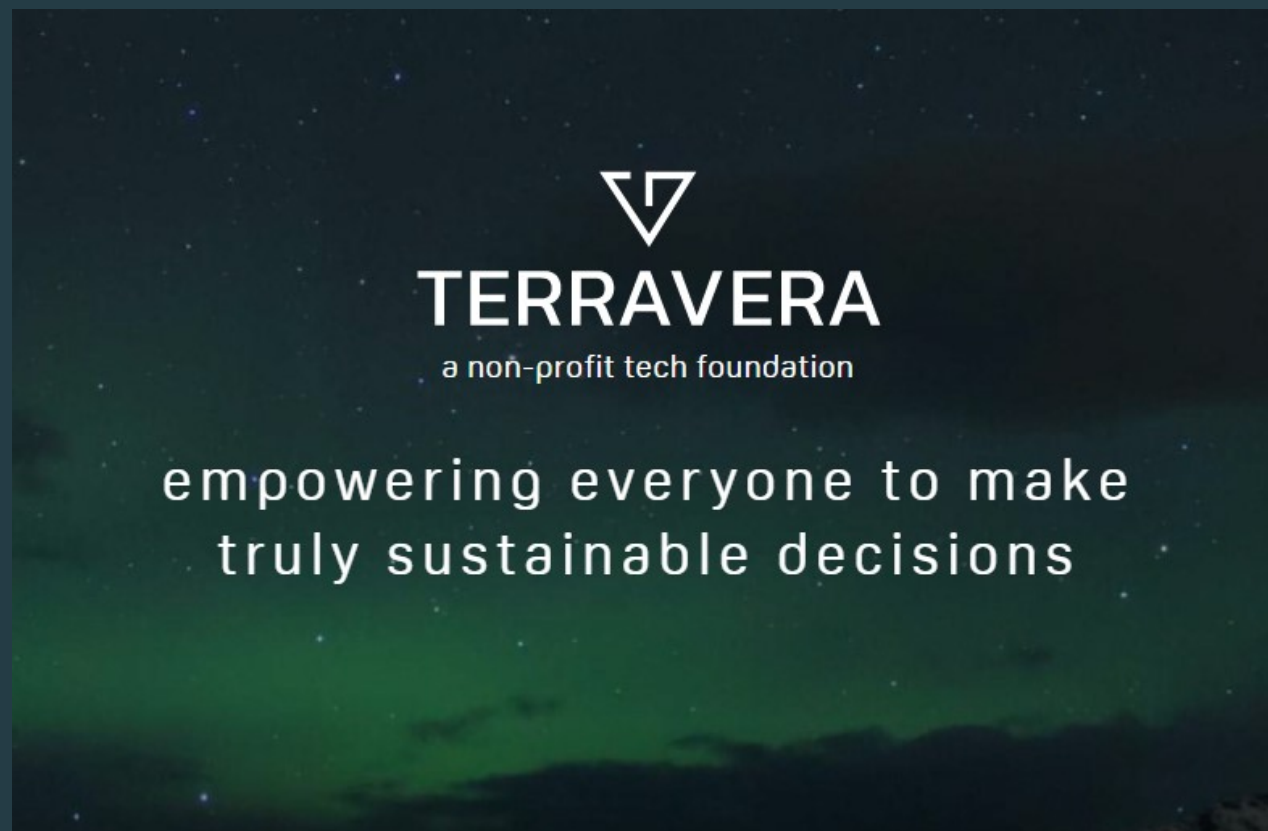 TERRAVERA
a non-profit tech foundation
empowering everyone to make
truly sustainable decisions